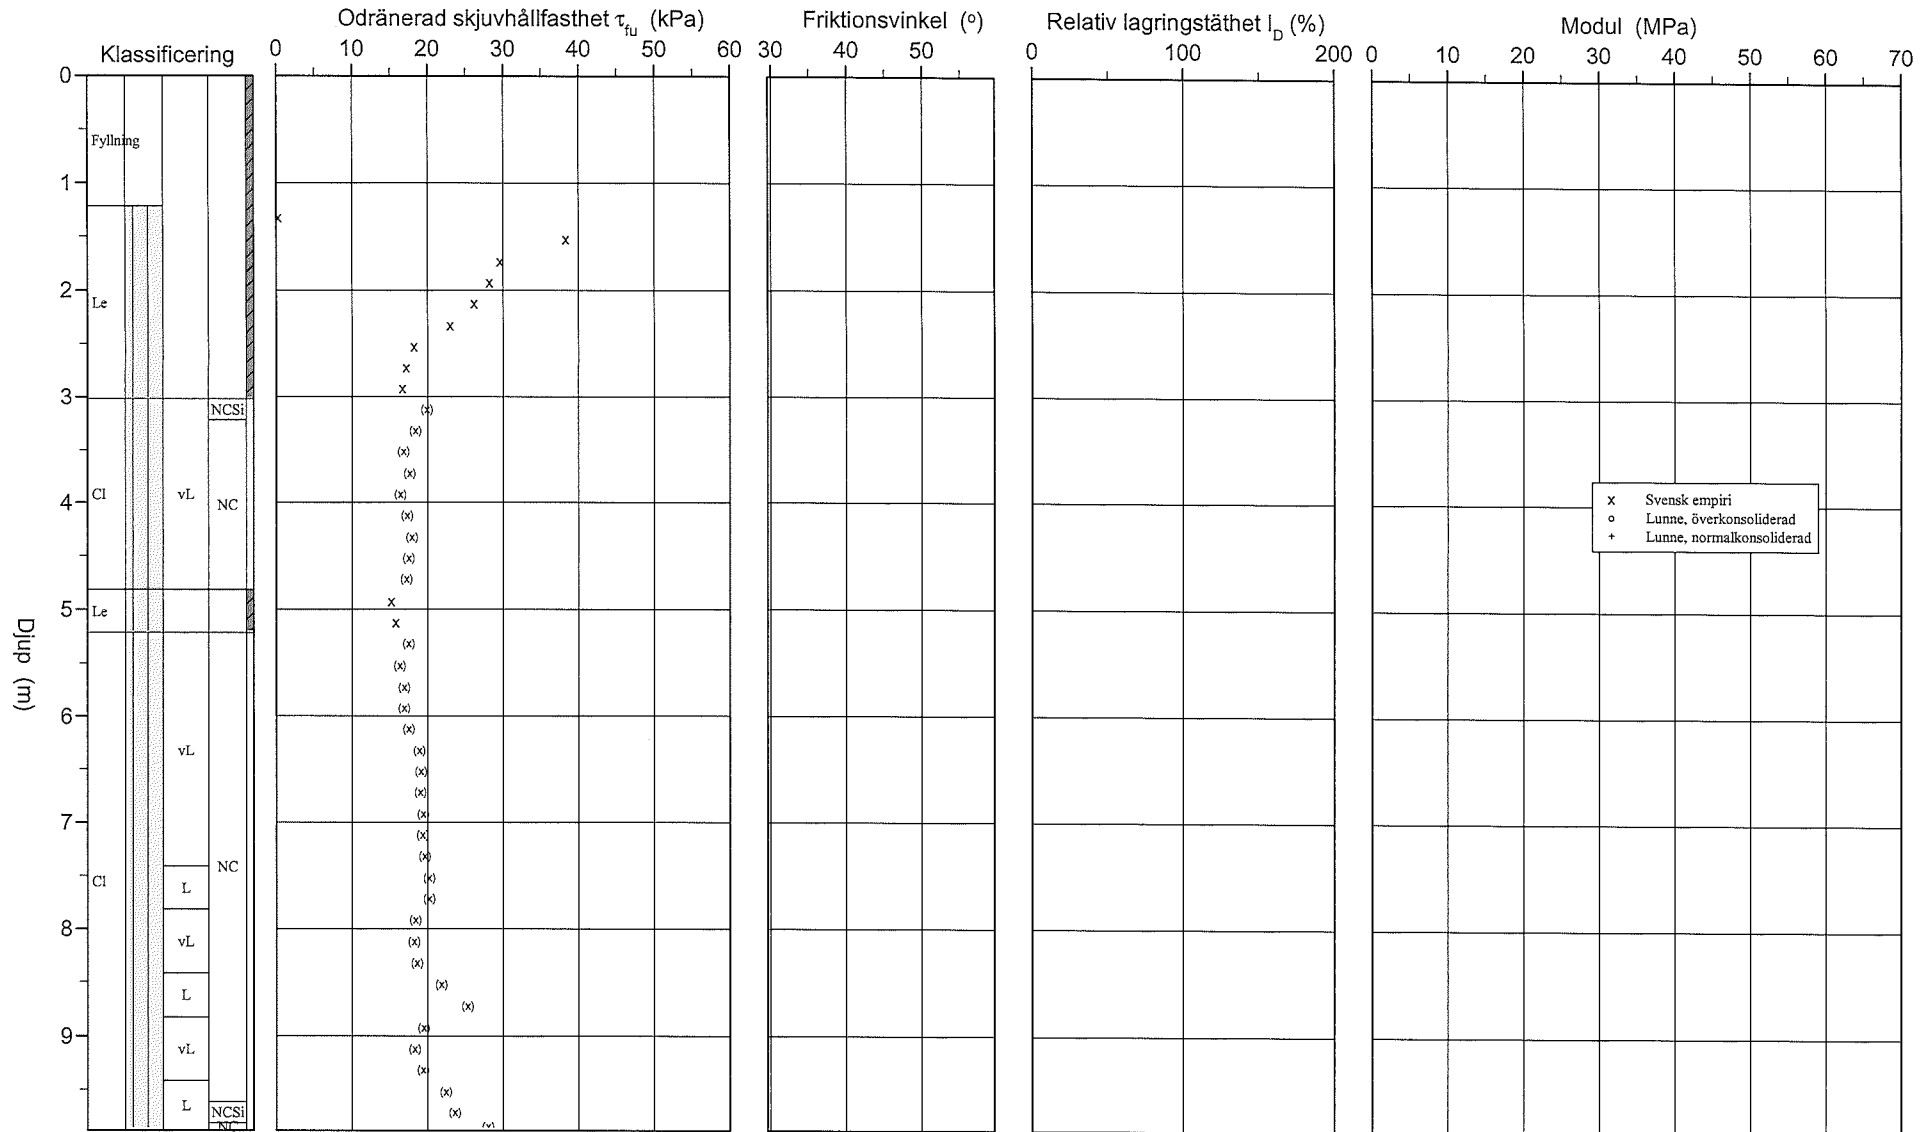 Klassificering
Odränerad skjuvhållfasthet τfu (kPa)
0 10 20 30 40 50 60
Friktionsvinkel (o)
30 40 50
Relativ lagringstäthet ID (%)
0 100 200
Modul (MPa)
0 10 20 30 40 50 60 70
Djup (m)
0
1
2
3
4
5
6
7
8
9
Fyllning
Le
NCSi
Cl vL NC
Le
vL
NC
Cl
L
vL
L
vL
L
NCSi
NC
x Svensk empiri
o Lunne, överkonsoliderad
+ Lunne, normalkonsoliderad